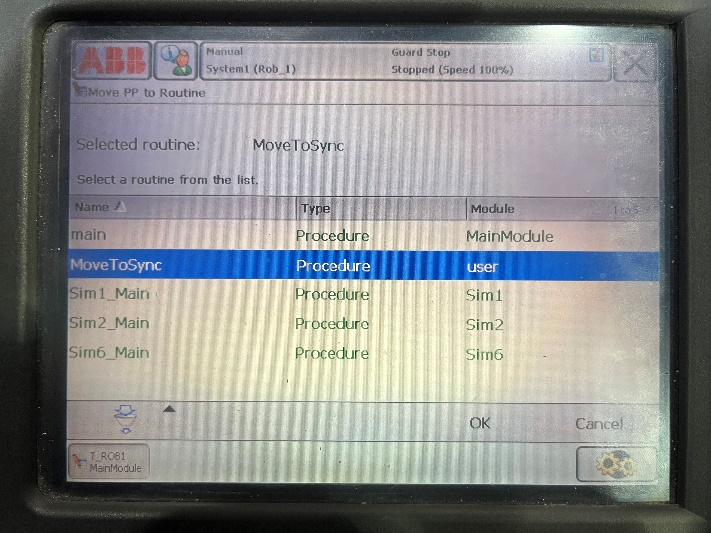 ABB
Manual
System1 (Rob_1)
Guard Stop
Stopped (Speed 100%)
Move PP to Routine
Selected routine: MoveToSync
Select a routine from the list.
Name Type Module 1 to 5
main Procedure MainModule
MoveToSync Procedure user
Sim1_Main Procedure Sim1
Sim2_Main Procedure Sim2
Sim6_Main Procedure Sim6
OK Cancel
T_ROB1
MainModule